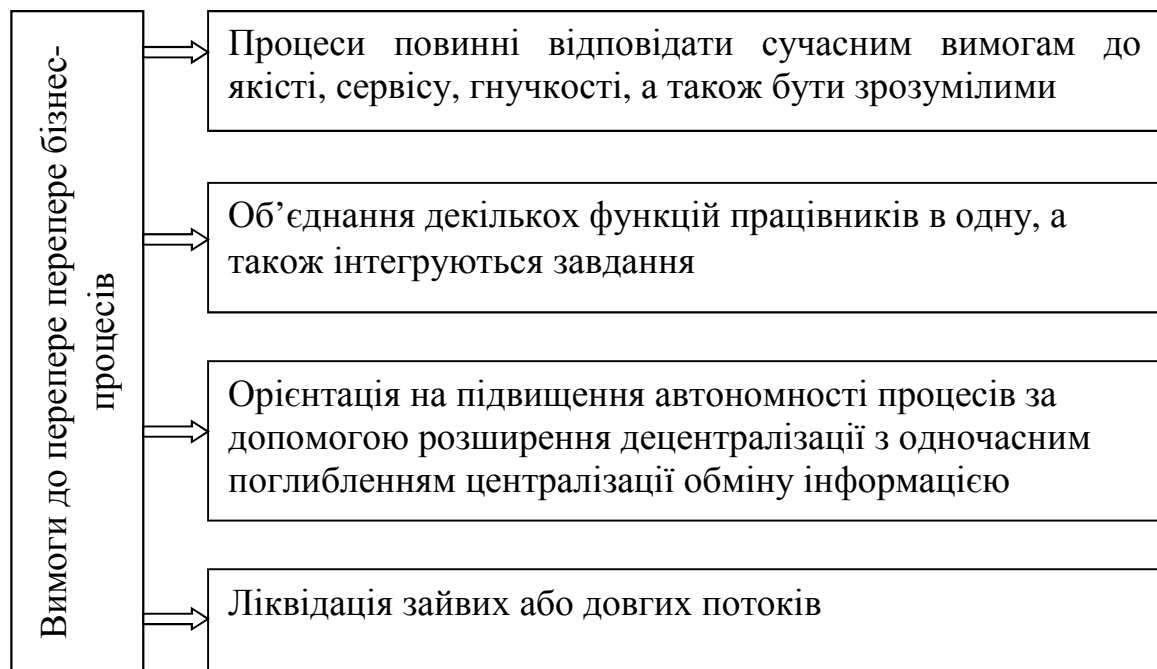 Вимоги до перепере перепере бізнес-
процесів
Процеси повинні відповідати сучасним вимогам до
якісті, сервісу, гнучкості, а також бути зрозумілими
Об’єднання декількох функцій працівників в одну, а
також інтегруються завдання
Орієнтація на підвищення автономності процесів за
допомогою розширення децентралізації з одночасним
поглибленням централізації обміну інформацією
Ліквідація зайвих або довгих потоків